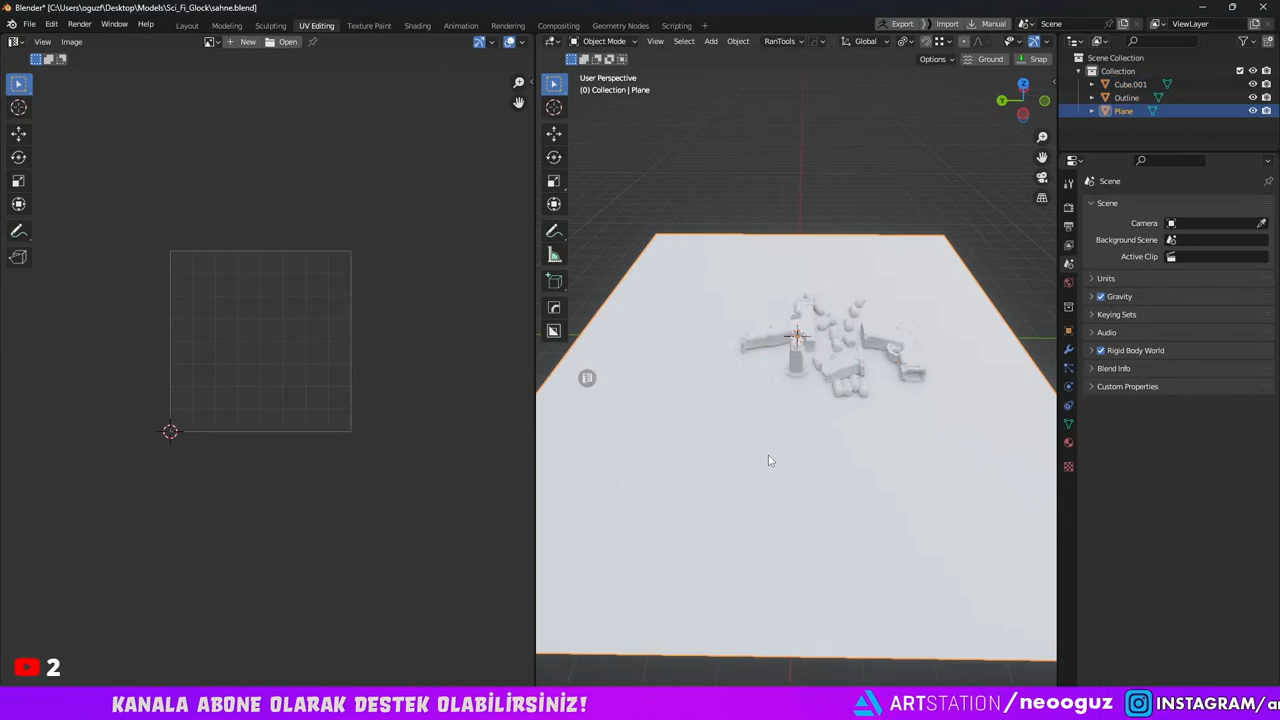 Blender* [C:\Users\oguzf\Desktop\Models\Sci_Fi_Glock\sahne.blend]
File Edit Render Window Help Layout Modeling Sculpting UV Editing Texture Paint Shading Animation Rendering Compositing Geometry Nodes Scripting Export Import Manual Scene ViewLayer
View Image New Open Object Mode View Select Add Object RanTools Global
Options Ground Snap
User Perspective
(0) Collection | Plane
Z
Y
Scene Collection
Collection
Cube.001
Outline
Plane
Scene
Scene
Camera
Background Scene
Active Clip
Units
Gravity
Keying Sets
Audio
Rigid Body World
Blend Info
Custom Properties
2
KANALA ABONE OLARAK DESTEK OLABİLİRSİNİZ!
ARTSTATION/neooguz
INSTAGRAM/